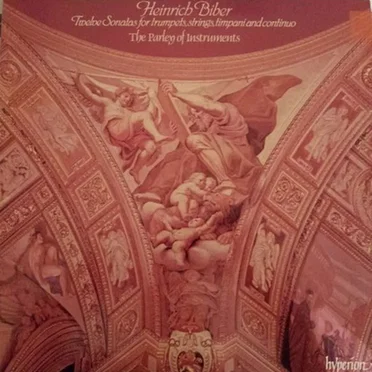 Heinrich Biber
Twelve Sonatas for trumpets, strings, timpani and continuo
The Parley of Instruments
hyperion